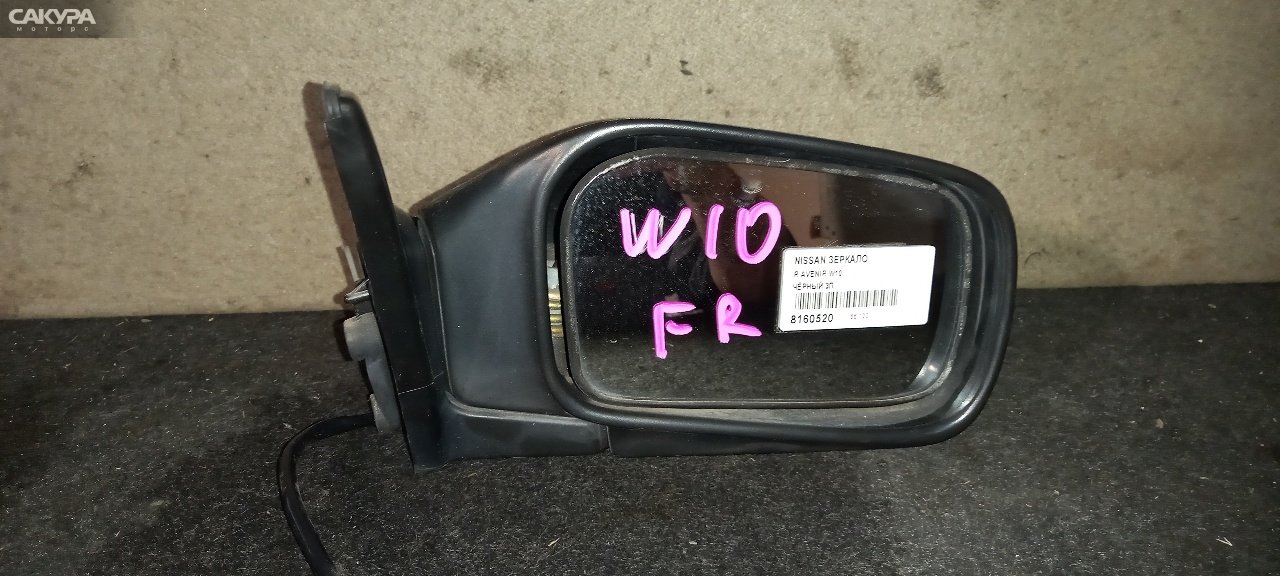 САКУРА
моторс
W10
FR
NISSAN ЗЕРКАЛО
R AVENIR W10
ЧЕРНЫЙ 3П
8160520